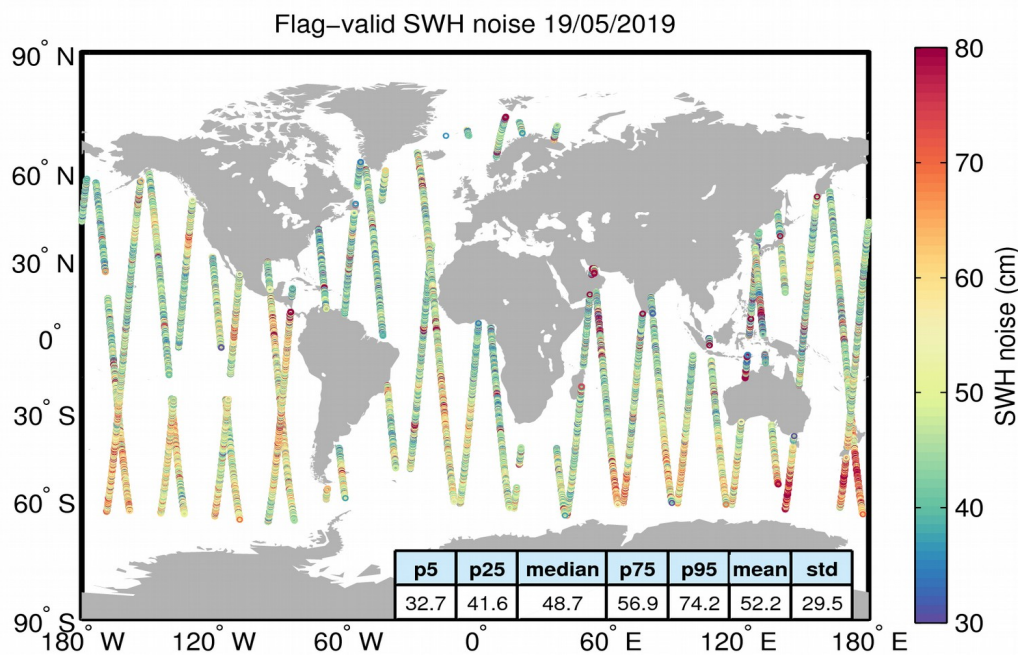 Flag−valid SWH noise 19/05/2019
90° N
60° N
30° N
0°
30° S
60° S
90° S
180° W
120° W
60° W
0°
60° E
120° E
180° E
80
70
60
50
40
30
SWH noise (cm)
p5 p25 median p75 p95 mean std
32.7 41.6 48.7 56.9 74.2 52.2 29.5